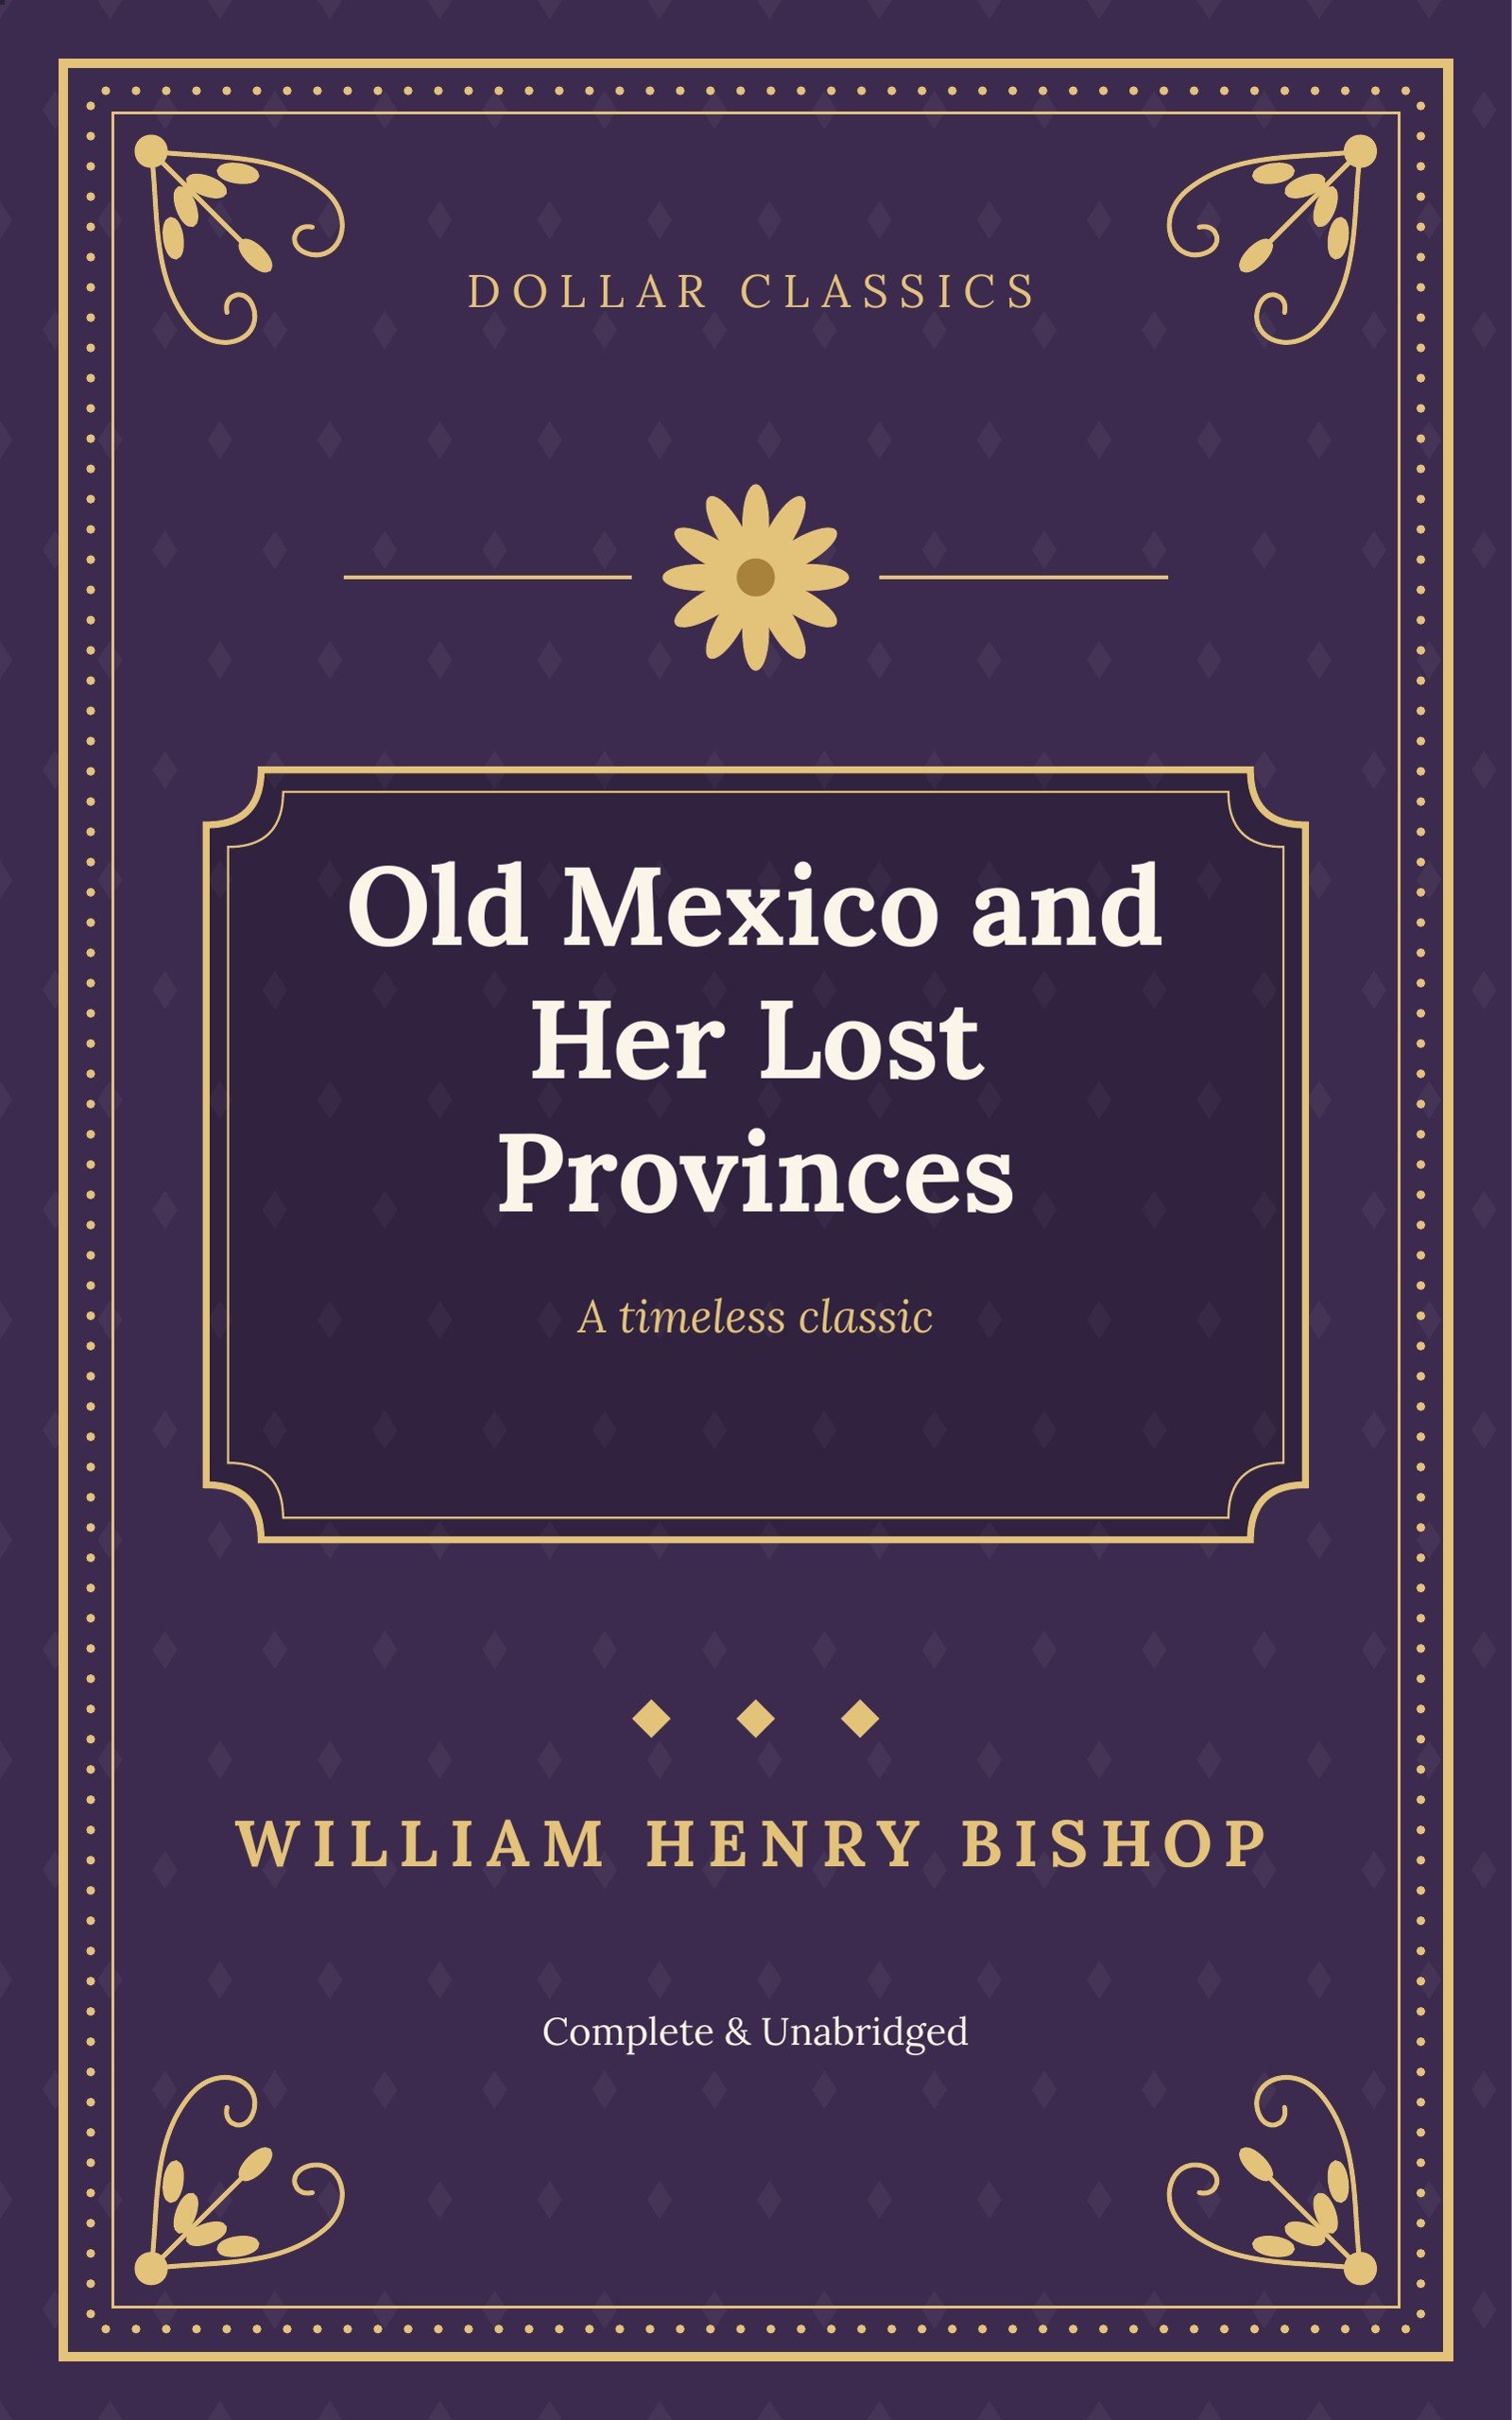 DOLLAR CLASSICS
Old Mexico and
Her Lost
Provinces
A timeless classic
WILLIAM HENRY BISHOP
Complete & Unabridged